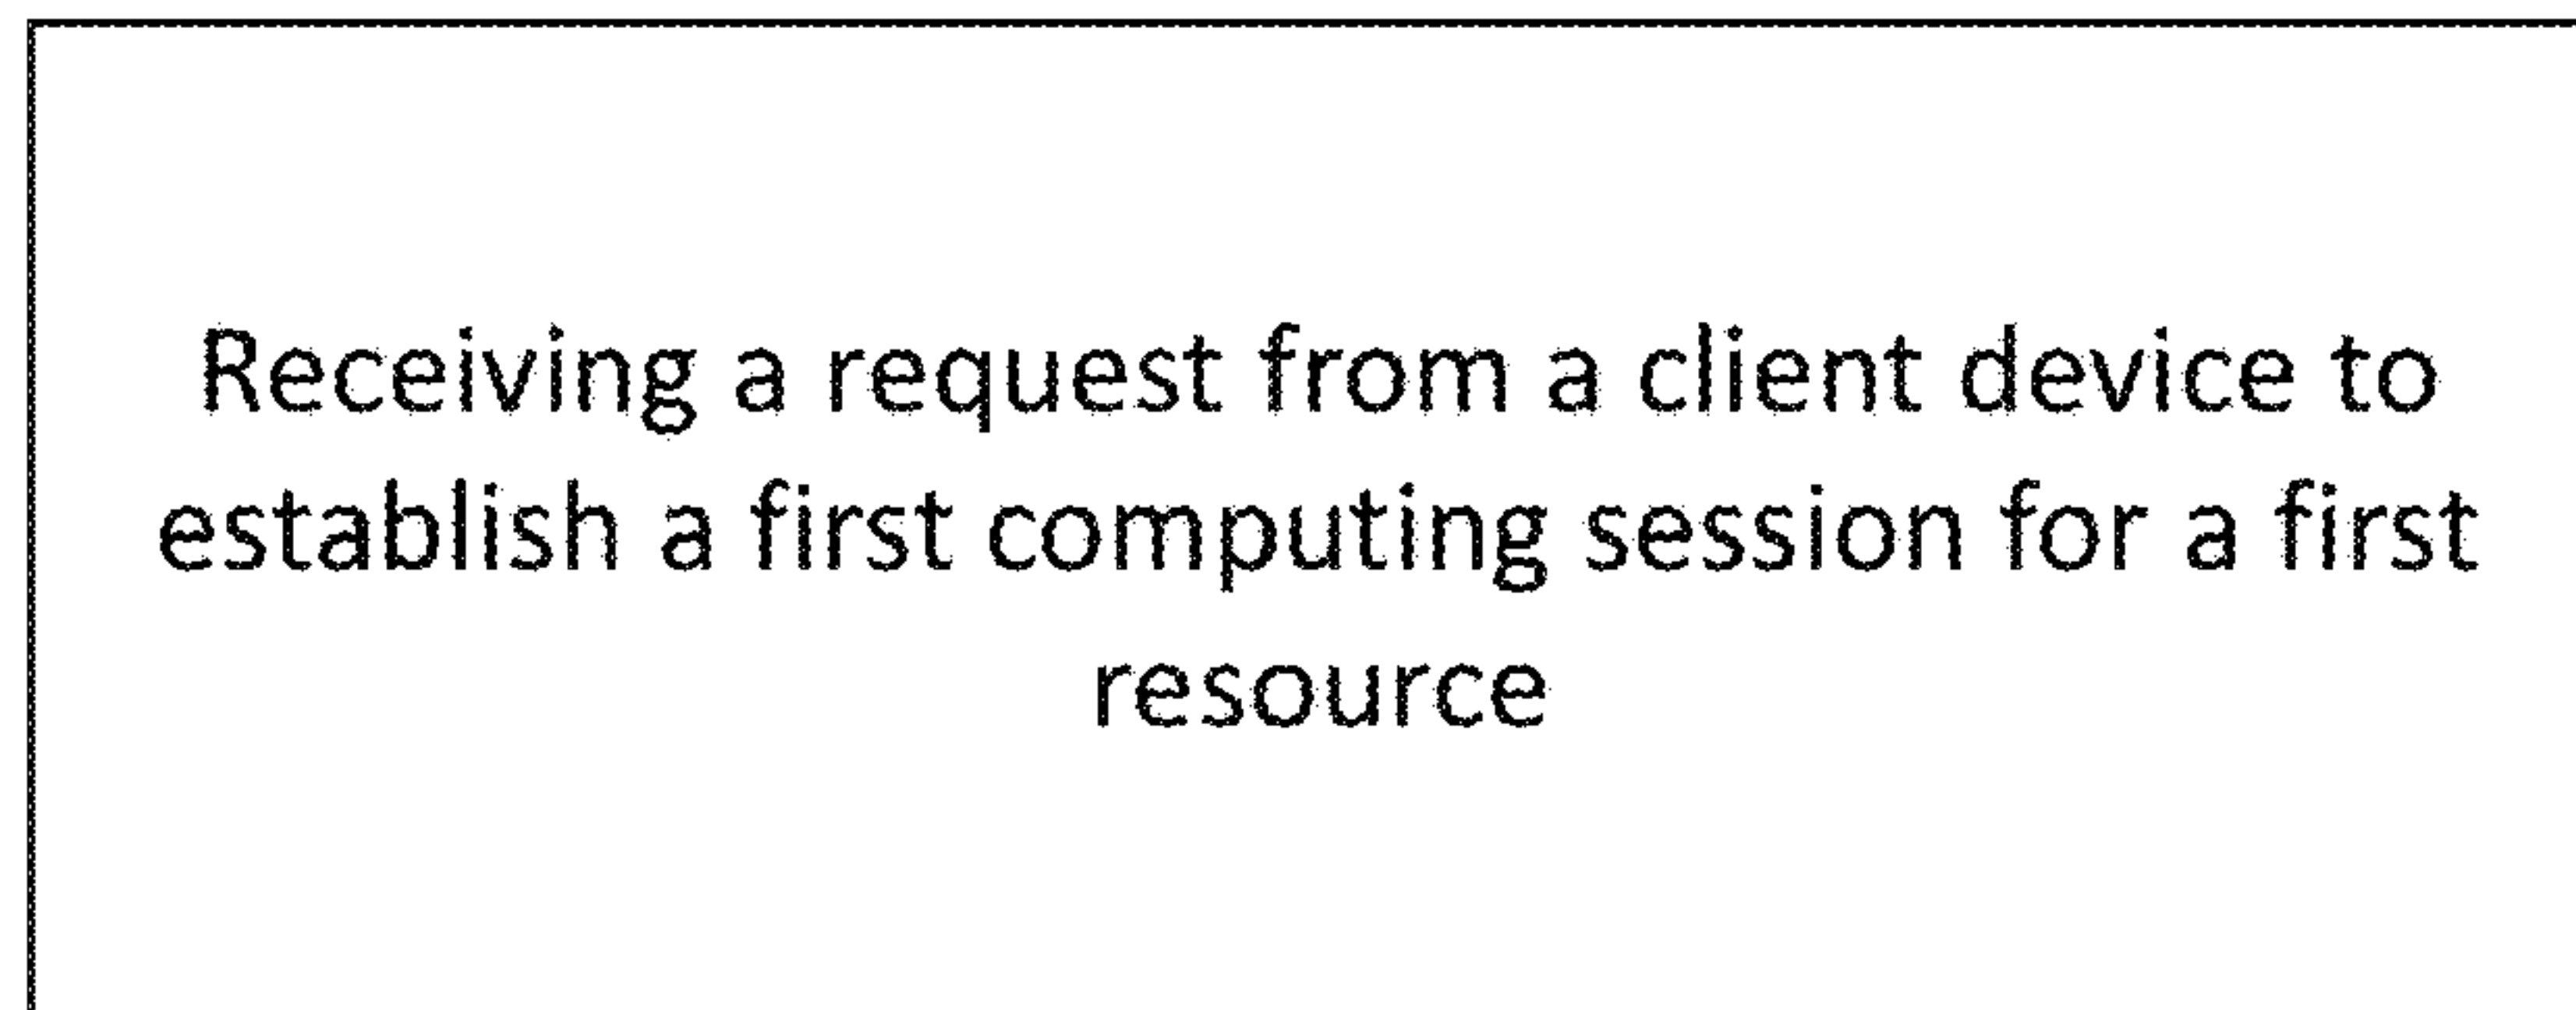 Receiving a request from a client device to
establish a first computing session for a first
resource